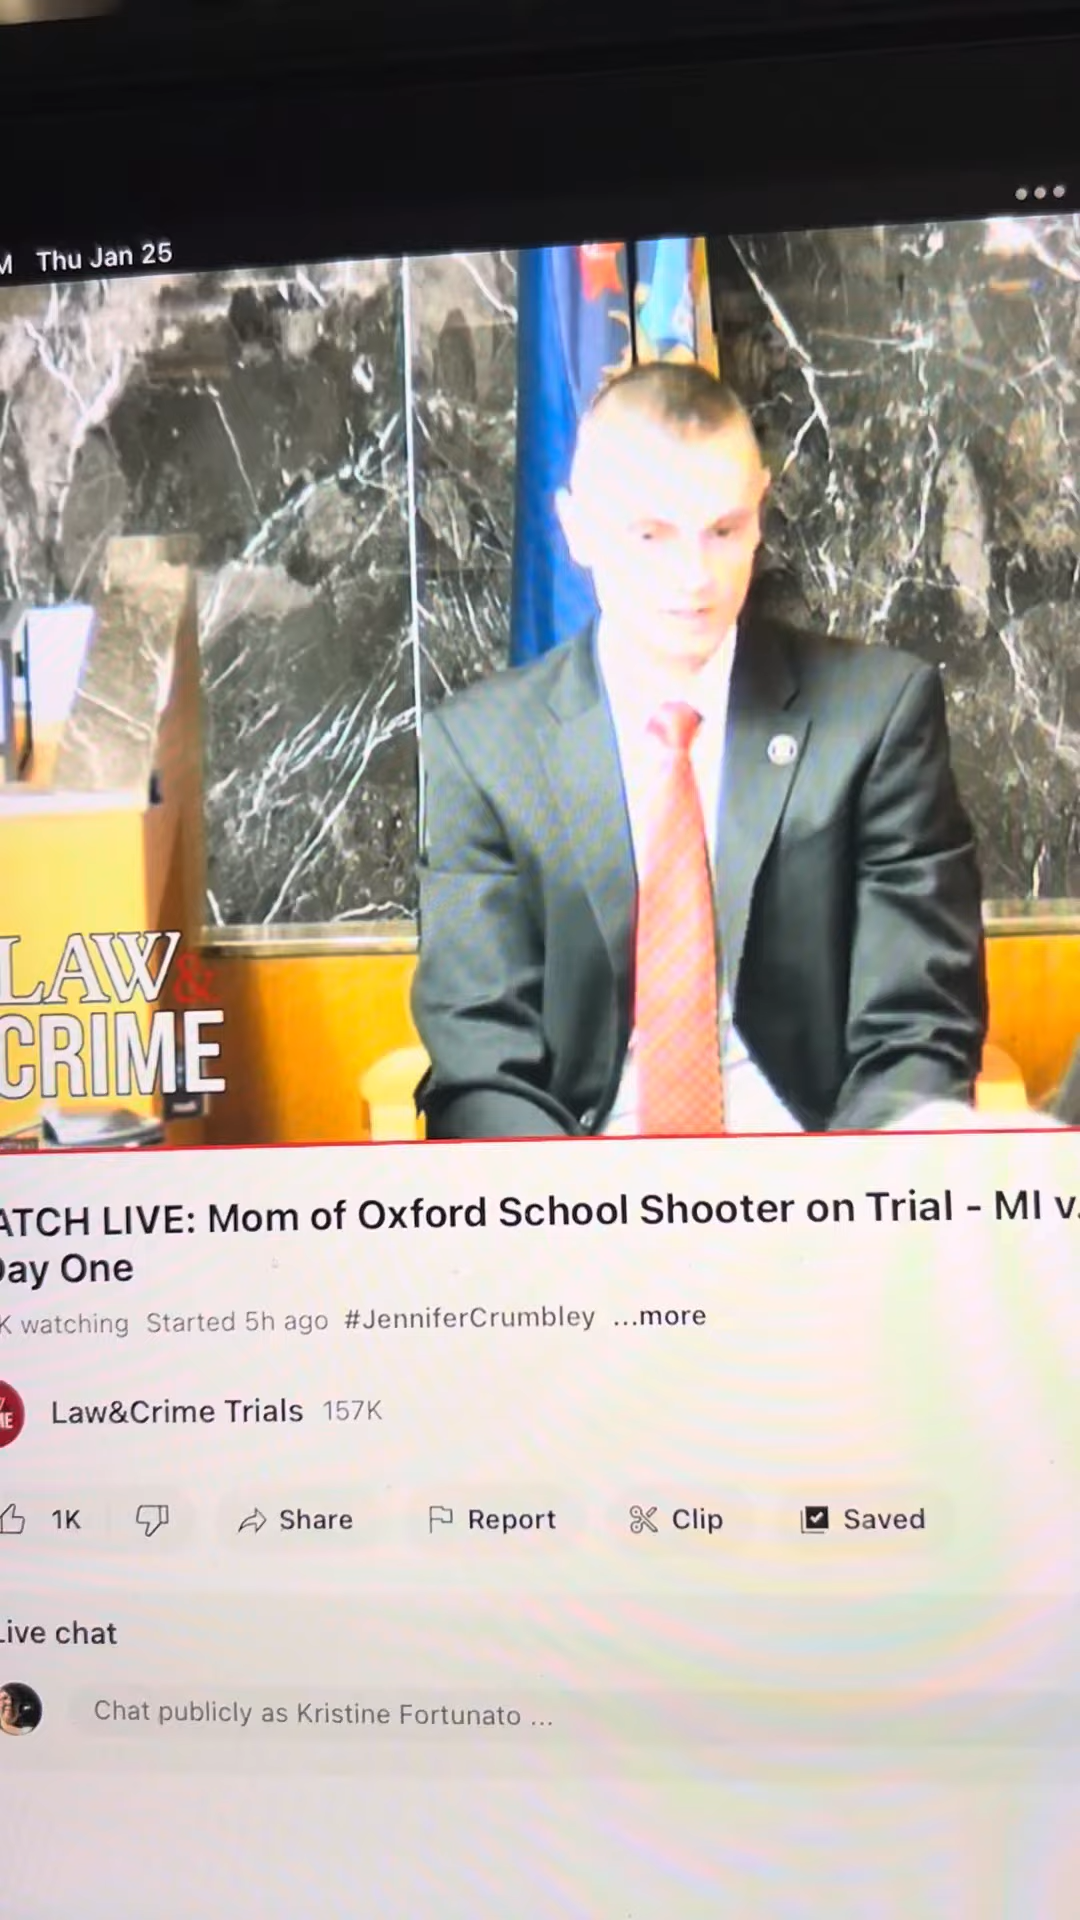 M Thu Jan 25
LAW&
CRIME
ATCH LIVE: Mom of Oxford School Shooter on Trial - MI v.
Day One
K watching Started 5h ago #JenniferCrumbley ...more
Law&Crime Trials 157K
1K Share Report Clip Saved
Live chat
Chat publicly as Kristine Fortunato ...